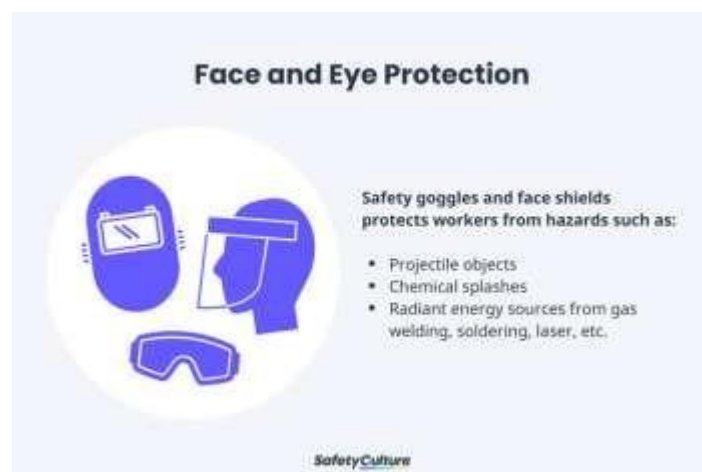 Face and Eye Protection
Safety goggles and face shields
protects workers from hazards such as:
• Projectile objects
• Chemical splashes
• Radiant energy sources from gas
welding, soldering, laser, etc.
SafetyCulture